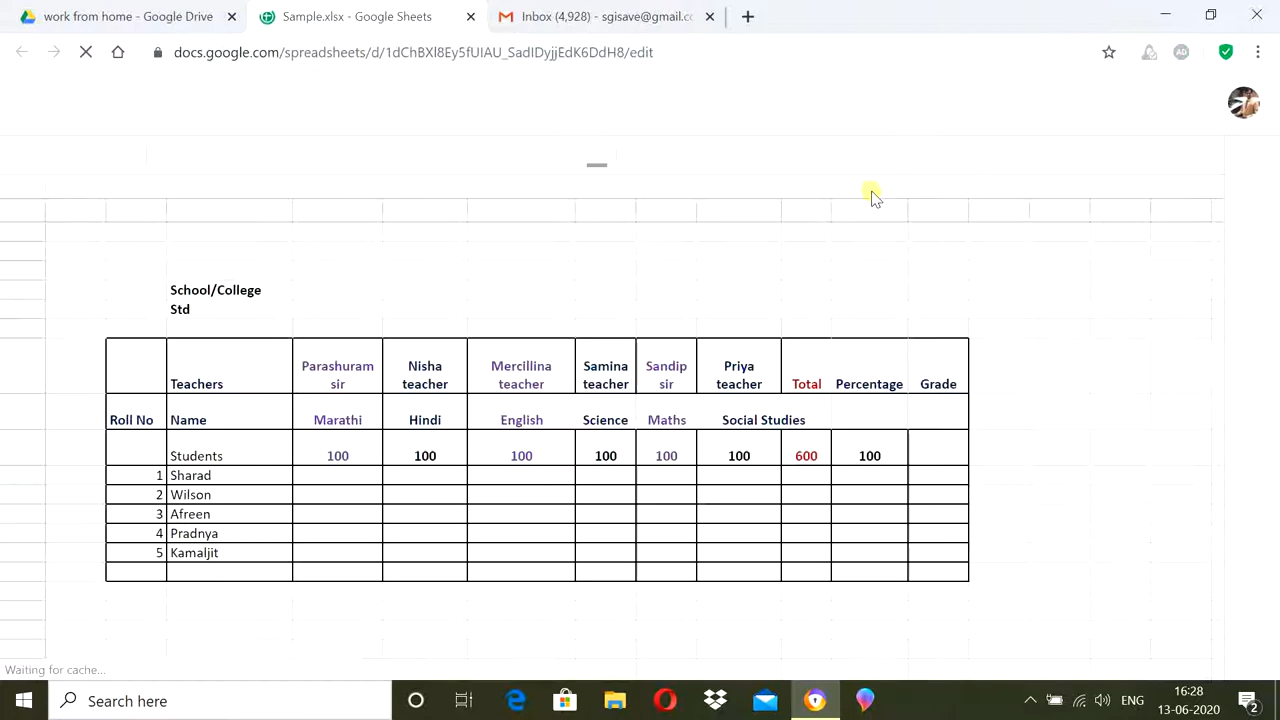 work from home - Google Drive
Sample.xlsx - Google Sheets
Inbox (4,928) - sgisave@gmail.cc
docs.google.com/spreadsheets/d/1dChBXl8Ey5fUIAU_SadIDyjjEdK6DdH8/edit
School/College
Std
Teachers
Parashuram sir
Nisha teacher
Mercillina teacher
Samina teacher
Sandip sir
Priya teacher
Total
Percentage
Grade
Roll No Name Marathi Hindi English Science Maths Social Studies
Students 100 100 100 100 100 100 600 100
1 Sharad
2 Wilson
3 Afreen
4 Pradnya
5 Kamaljit
Waiting for cache...
Search here
ENG
16:28
13-06-2020
2